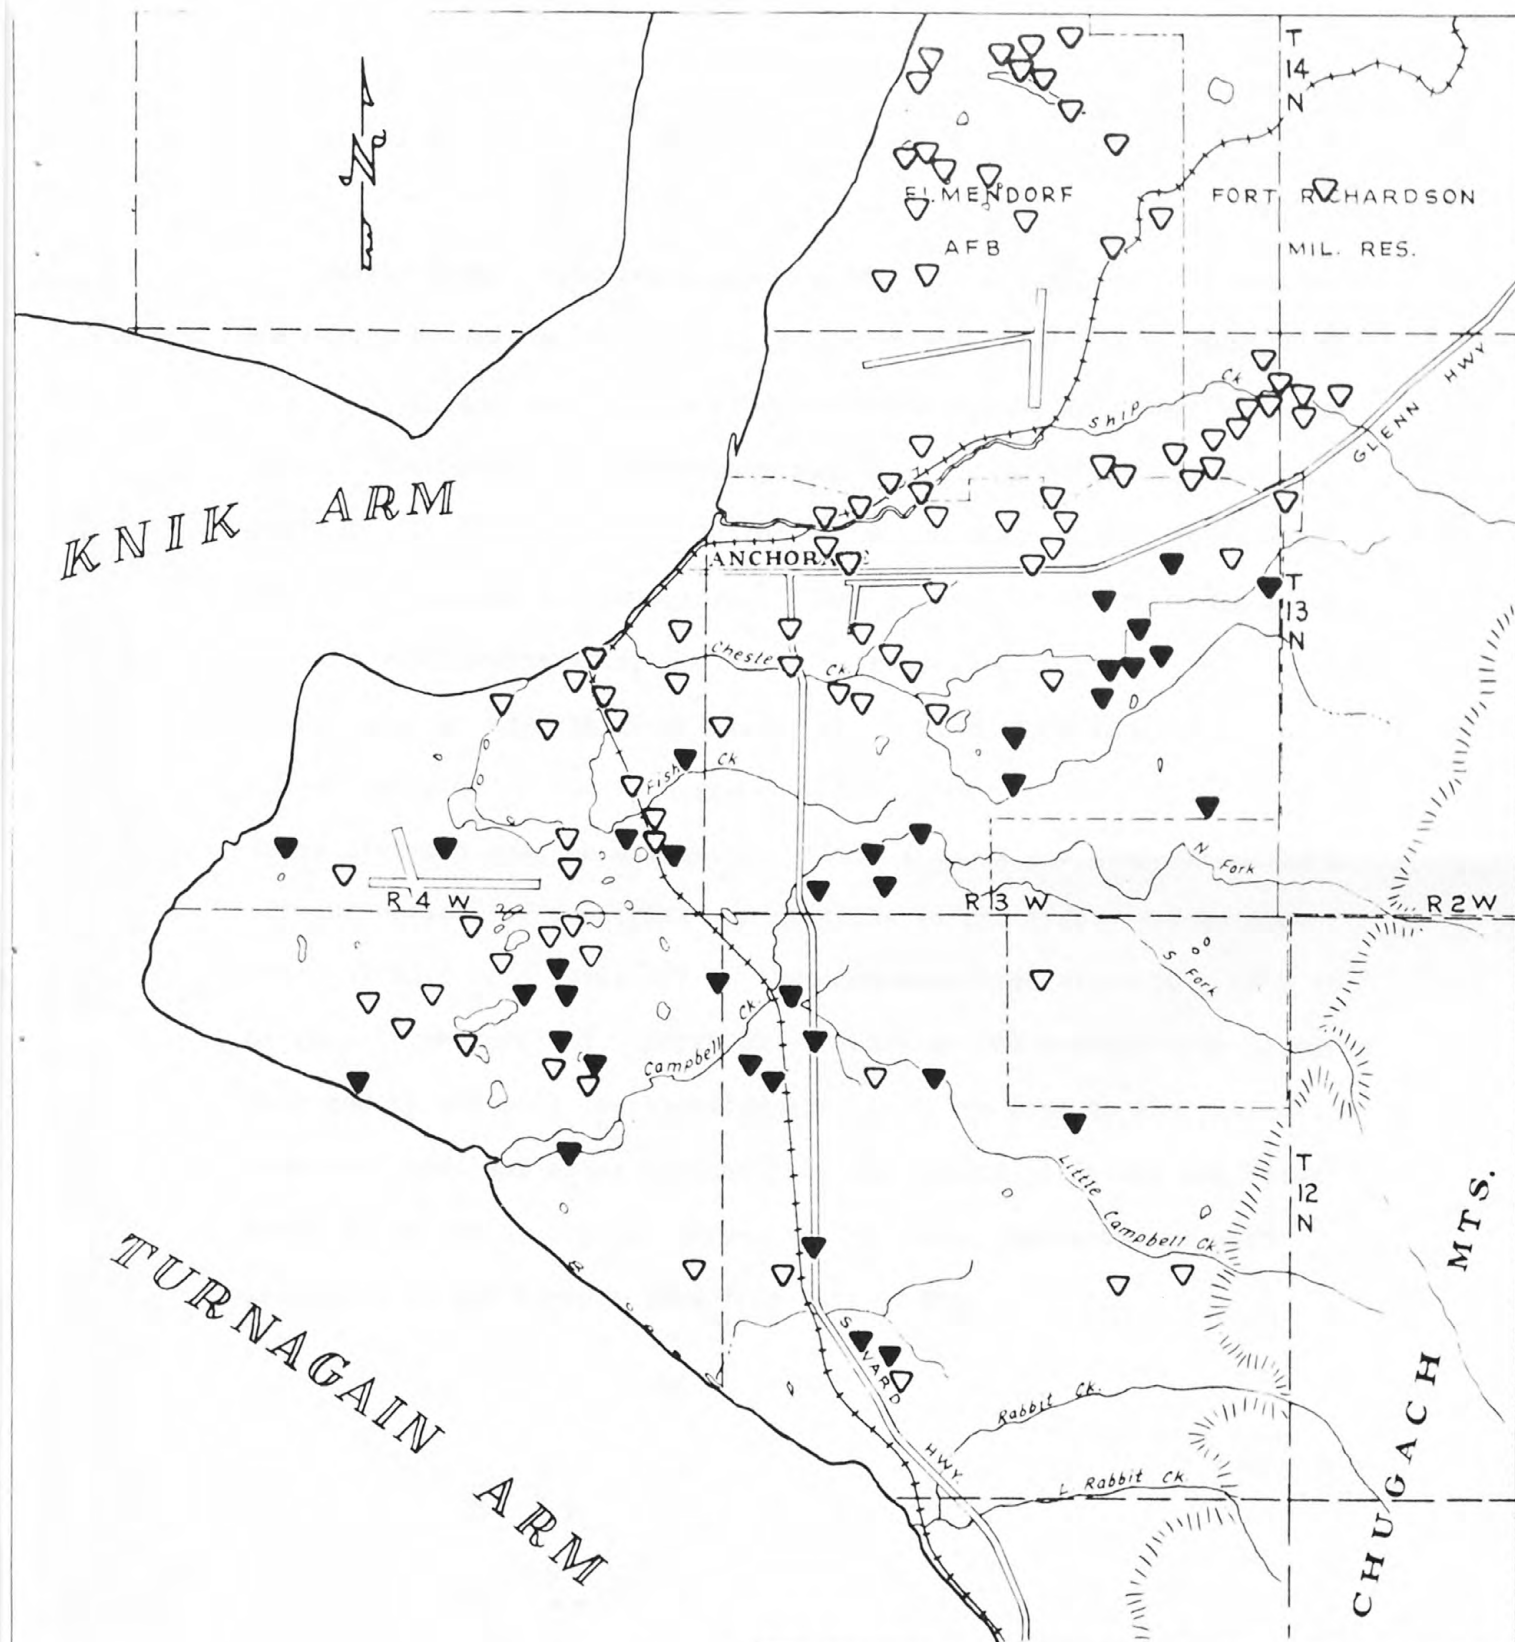 T
14
N
ELMENDORF
AFB
FORT RICHARDSON
MIL. RES.
GLENN HWY
Ship Ck
KNIK ARM
ANCHORAGE
T
13
N
Cheste Ck.
Fish Ck
N Fork
R 4 W
R 3 W
R 2 W
S Fork
Campbell Ck.
Little Campbell Ck.
T
12
N
TURNAGAIN ARM
HWY.
Rabbit Ck.
L Rabbit Ck.
CHUGACH MTS.